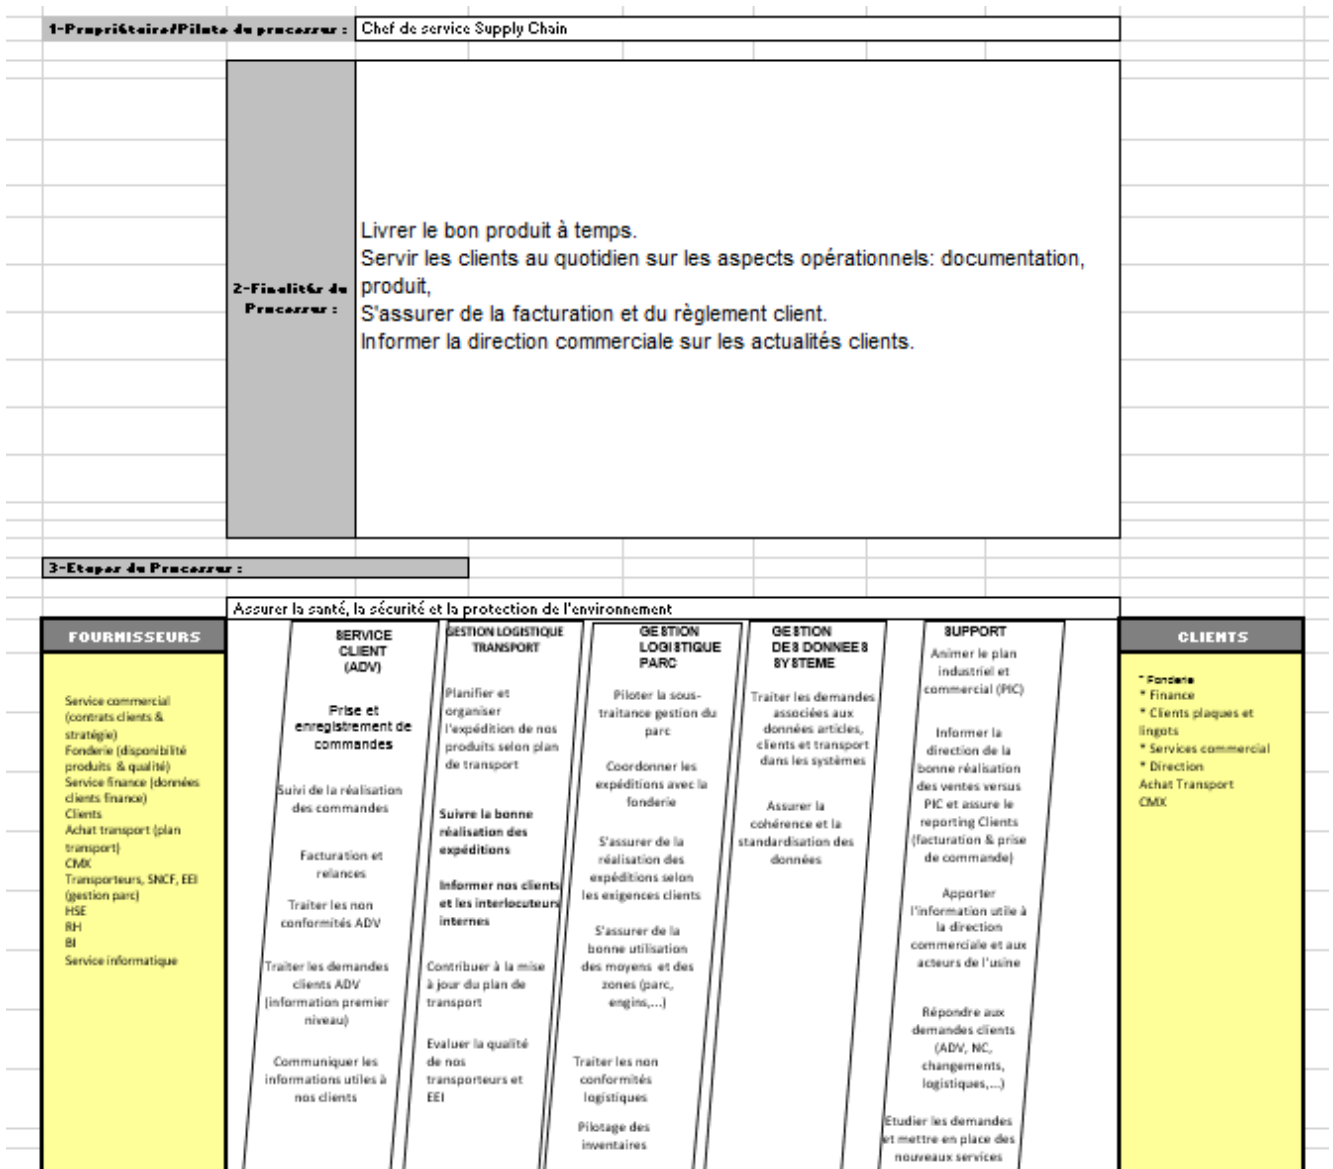 1-Propriétaire/Pilote du processus :
Chef de service Supply Chain
2-Finalités du
Processus :
Livrer le bon produit à temps.
Servir les clients au quotidien sur les aspects opérationnels: documentation,
produit,
S'assurer de la facturation et du règlement client.
Informer la direction commerciale sur les actualités clients.
3-Etapes du Processus :
Assurer la santé, la sécurité et la protection de l'environnement
FOURNISSEURS
Service commercial
(contrats clients &
stratégie)
Fonderie (disponibilité
produits & qualité)
Service finance (données
clients finance)
Clients
Achat transport (plan
transport)
CMX
Transporteurs, SNCF, EEI
(gestion parc)
HSE
RH
BI
Service informatique
SERVICE
CLIENT
(ADV)
Prise et
enregistrement de
commandes
Suivi de la réalisation
des commandes
Facturation et
relances
Traiter les non
conformités ADV
Traiter les demandes
clients ADV
(information premier
niveau)
Communiquer les
informations utiles à
nos clients
GESTION LOGISTIQUE
TRANSPORT
Planifier et
organiser
l'expédition de nos
produits selon plan
de transport
Suivre la bonne
réalisation des
expéditions
Informer nos clients
et les interlocuteurs
internes
Contribuer à la mise
à jour du plan de
transport
Evaluer la qualité
de nos
transporteurs et
EEI
GESTION
LOGISTIQUE
PARC
Piloter la sous-
traitance gestion du
parc
Coordonner les
expéditions avec la
fonderie
S'assurer de la
réalisation des
expéditions selon
les exigences clients
S'assurer de la
bonne utilisation
des moyens et des
zones (parc,
engins,...)
Traiter les non
conformités
logistiques
Pilotage des
inventaires
GESTION
DES DONNEES
SYSTEME
Traiter les demandes
associées aux
données articles,
clients et transport
dans les systèmes
Assurer la
cohérence et la
standardisation des
données
SUPPORT
Animer le plan
industriel et
commercial (PIC)
Informer la
direction de la
bonne réalisation
des ventes versus
PIC et assure le
reporting Clients
(facturation & prise
de commande)
Apporter
l'information utile à
la direction
commerciale et aux
acteurs de l'usine
Répondre aux
demandes clients
(ADV, NC,
changements,
logistiques,...)
Etudier les demandes
et mettre en place des
nouveaux services
CLIENTS
* Fonderie
* Finance
* Clients plaques et
lingots
* Services commercial
* Direction
Achat Transport
CMX